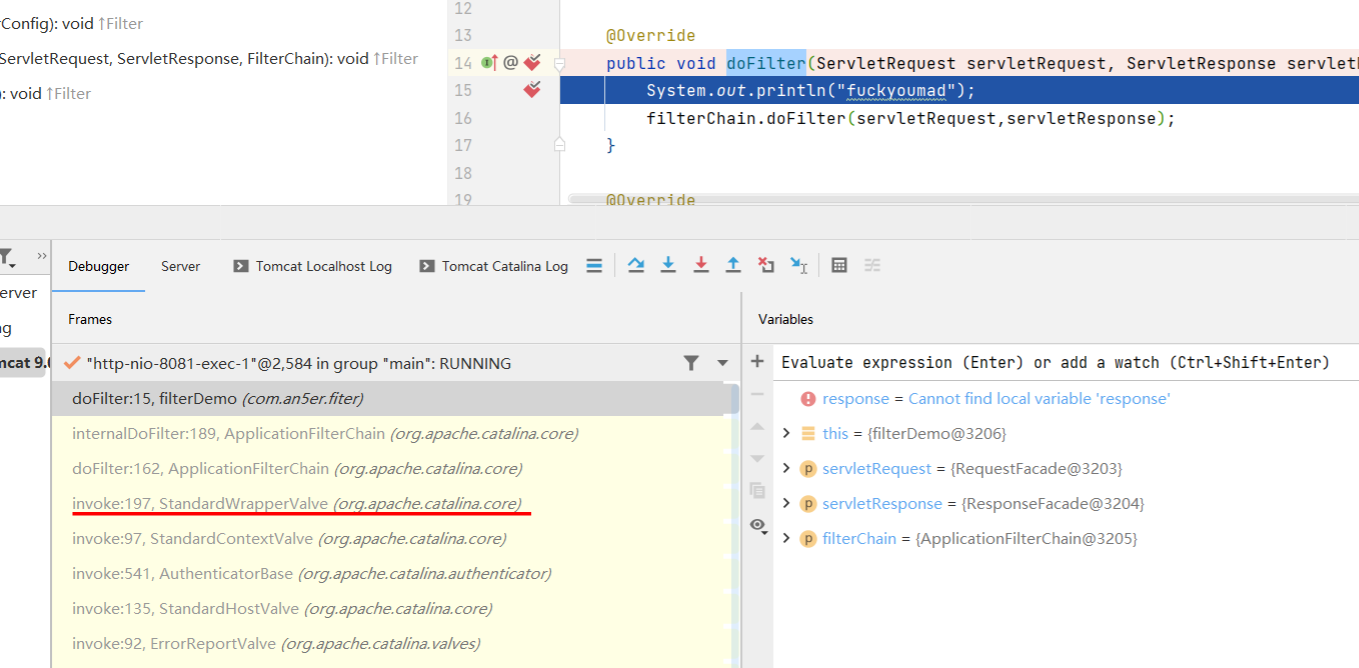 Config): void ↑Filter
ServletRequest, ServletResponse, FilterChain): void ↑Filter
): void ↑Filter
12
13 @Override
14 @ public void doFilter(ServletRequest servletRequest, ServletResponse servletR
15 System.out.println("fuckyoumad");
16 filterChain.doFilter(servletRequest,servletResponse);
17 }
18
19 @Override
Debugger Server Tomcat Localhost Log Tomcat Catalina Log
erver
ng
mcat 9.0
Frames
"http-nio-8081-exec-1"@2,584 in group "main": RUNNING
doFilter:15, filterDemo (com.an5er.fiter)
internalDoFilter:189, ApplicationFilterChain (org.apache.catalina.core)
doFilter:162, ApplicationFilterChain (org.apache.catalina.core)
invoke:197, StandardWrapperValve (org.apache.catalina.core)
invoke:97, StandardContextValve (org.apache.catalina.core)
invoke:541, AuthenticatorBase (org.apache.catalina.authenticator)
invoke:135, StandardHostValve (org.apache.catalina.core)
invoke:92, ErrorReportValve (org.apache.catalina.valves)
Variables
Evaluate expression (Enter) or add a watch (Ctrl+Shift+Enter)
response = Cannot find local variable 'response'
this = {filterDemo@3206}
servletRequest = {RequestFacade@3203}
servletResponse = {ResponseFacade@3204}
filterChain = {ApplicationFilterChain@3205}